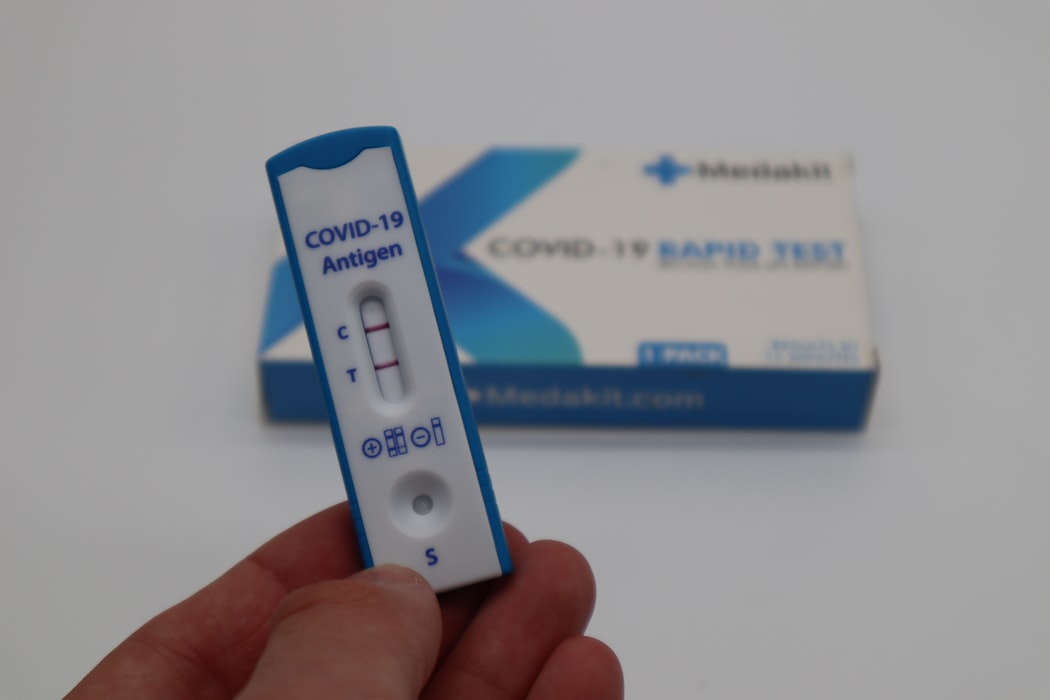 COVID-19
Antigen
C
T
S
Medakit
COVID-19 RAPID TEST
1 PACK
Medakit.com